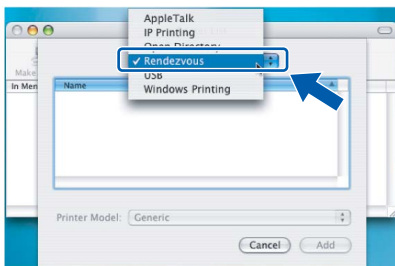 AppleTalk
IP Printing
Open Directory
✓ Rendezvous
USB
Windows Printing
Make
In Men
Name
Printer Model: Generic
Cancel Add